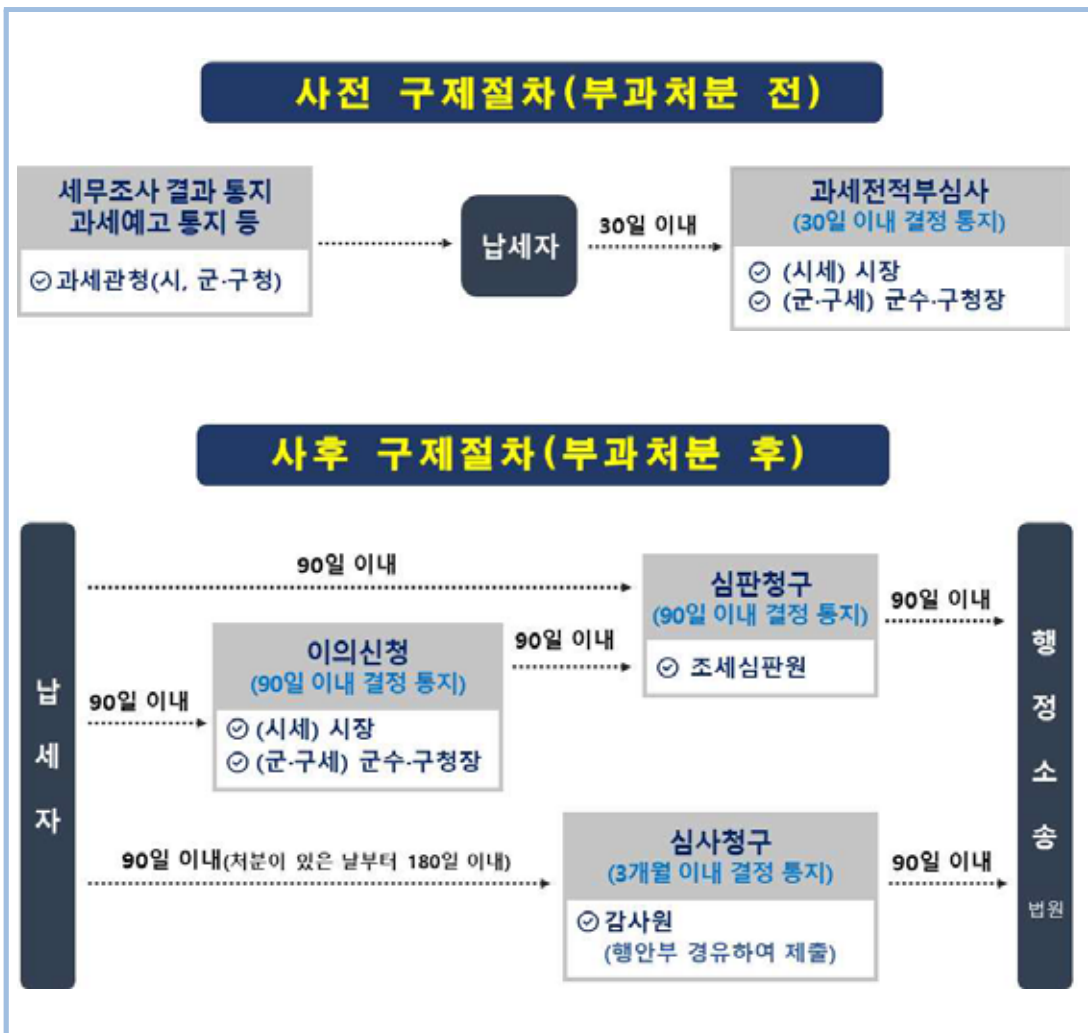 사전 구제절차(부과처분 전)
세무조사 결과 통지
과세예고 통지 등
과세관청(시, 군·구청)
납세자
30일 이내
과세전적부심사
(30일 이내 결정 통지)
(시세) 시장
(군·구세) 군수·구청장
사후 구제절차(부과처분 후)
납세자
90일 이내
90일 이내
이의신청
(90일 이내 결정 통지)
(시세) 시장
(군·구세) 군수·구청장
90일 이내
심판청구
(90일 이내 결정 통지)
조세심판원
90일 이내
90일 이내(처분이 있은 날부터 180일 이내)
심사청구
(3개월 이내 결정 통지)
감사원
(행안부 경유하여 제출)
90일 이내
행정소송
법원